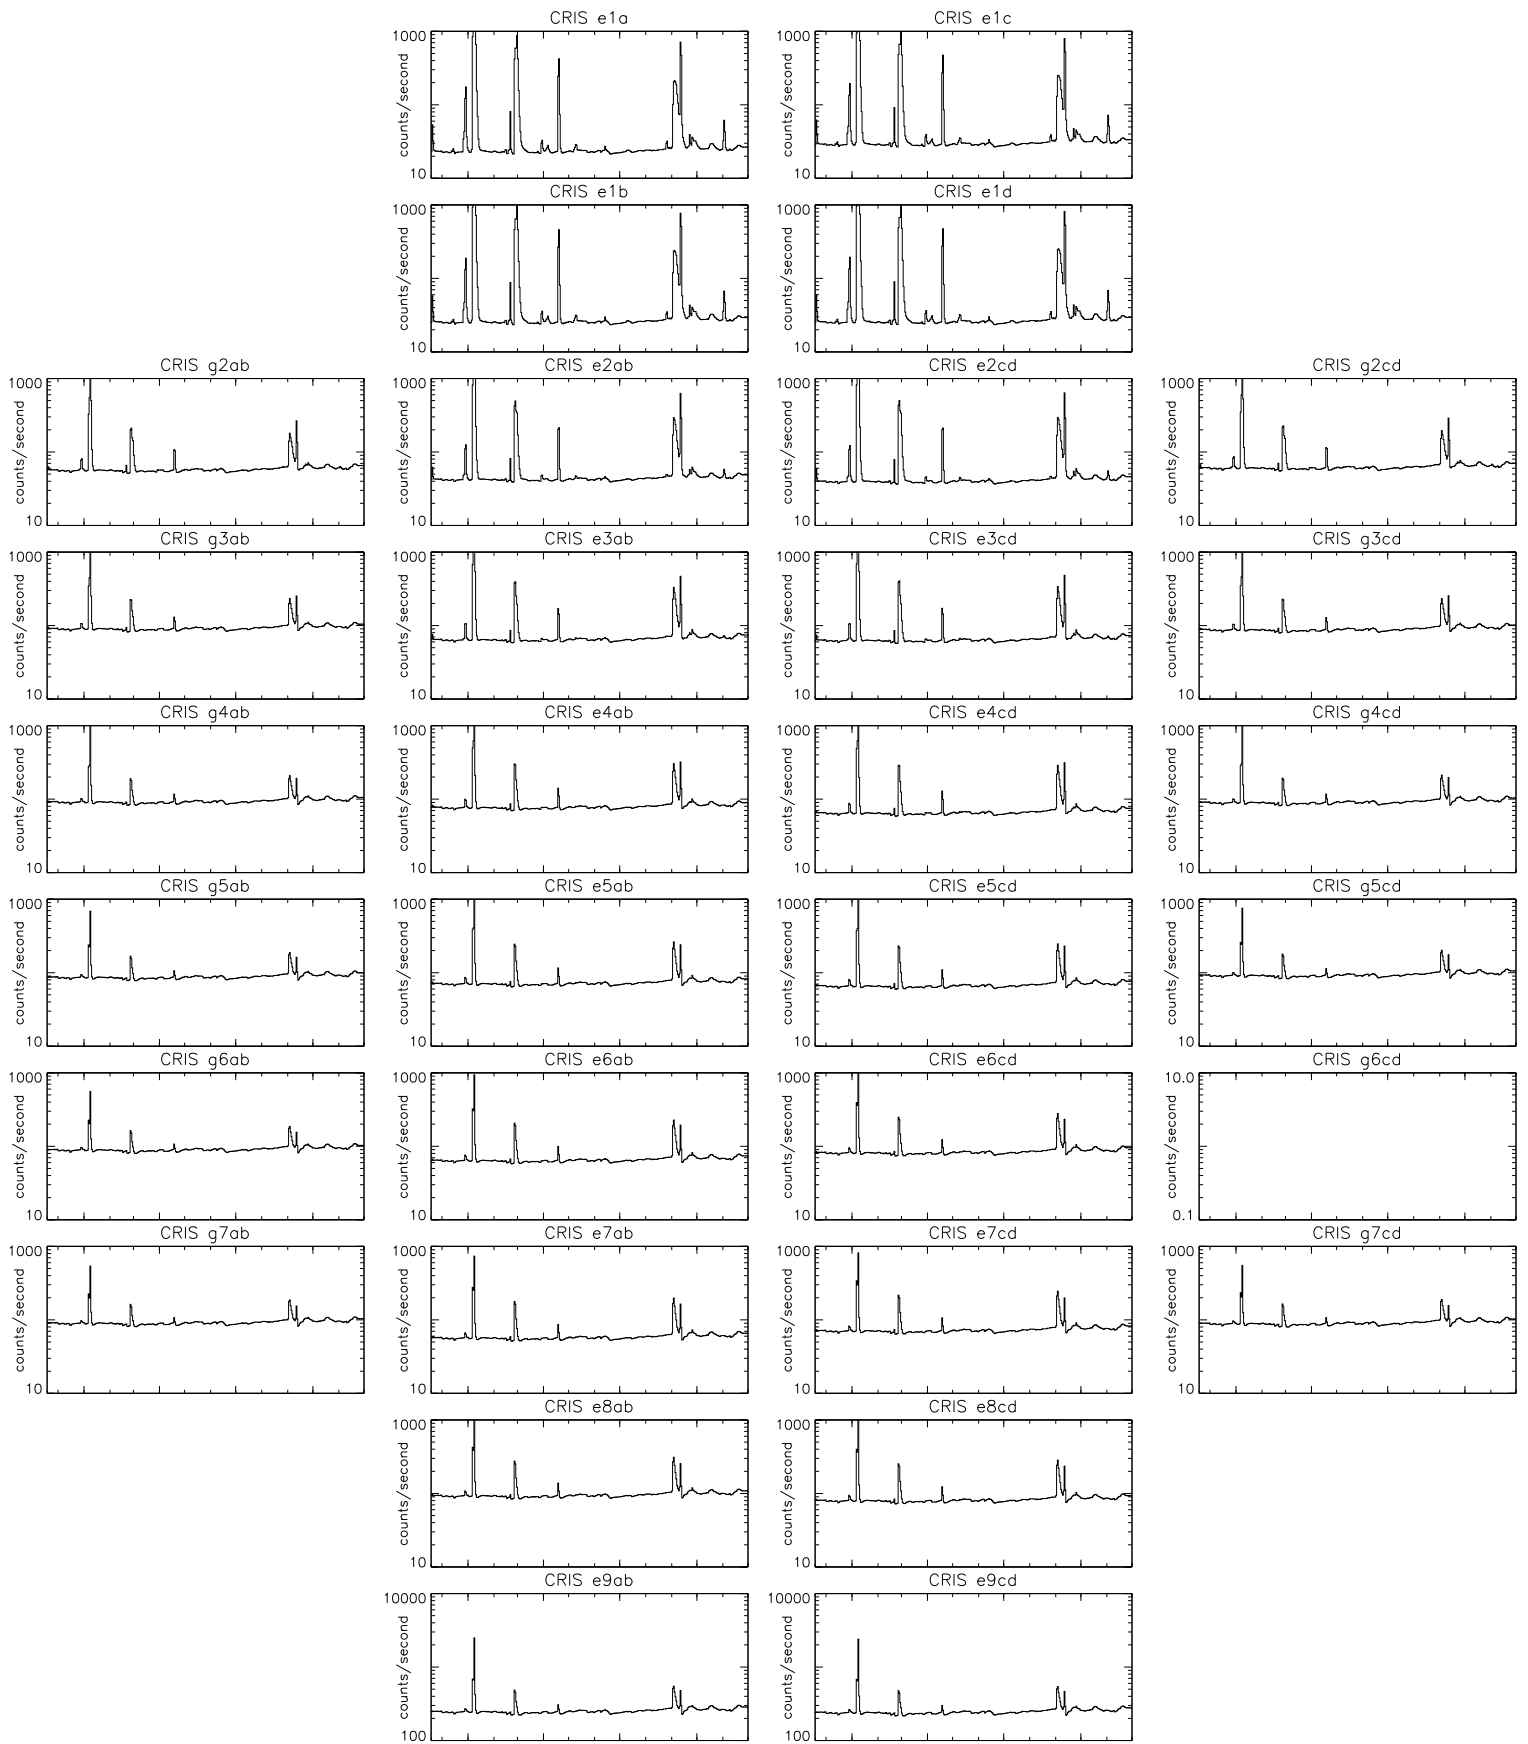 CRIS e1a CRIS e1c
1000 1000
counts/second counts/second
10 10
CRIS e1b CRIS e1d
1000 1000
counts/second counts/second
10 10
CRIS g2ab CRIS e2ab CRIS e2cd CRIS g2cd
1000 1000 1000 1000
counts/second counts/second counts/second counts/second
10 10 10 10
CRIS g3ab CRIS e3ab CRIS e3cd CRIS g3cd
1000 1000 1000 1000
counts/second counts/second counts/second counts/second
10 10 10 10
CRIS g4ab CRIS e4ab CRIS e4cd CRIS g4cd
1000 1000 1000 1000
counts/second counts/second counts/second counts/second
10 10 10 10
CRIS g5ab CRIS e5ab CRIS e5cd CRIS g5cd
1000 1000 1000 1000
counts/second counts/second counts/second counts/second
10 10 10 10
CRIS g6ab CRIS e6ab CRIS e6cd CRIS g6cd
1000 1000 1000 10.0
counts/second counts/second counts/second counts/second
1.0
10 10 10 0.1
CRIS g7ab CRIS e7ab CRIS e7cd CRIS g7cd
1000 1000 1000 1000
counts/second counts/second counts/second counts/second
10 10 10 10
CRIS e8ab CRIS e8cd
1000 1000
counts/second counts/second
10 10
CRIS e9ab CRIS e9cd
10000 10000
counts/second counts/second
100 100